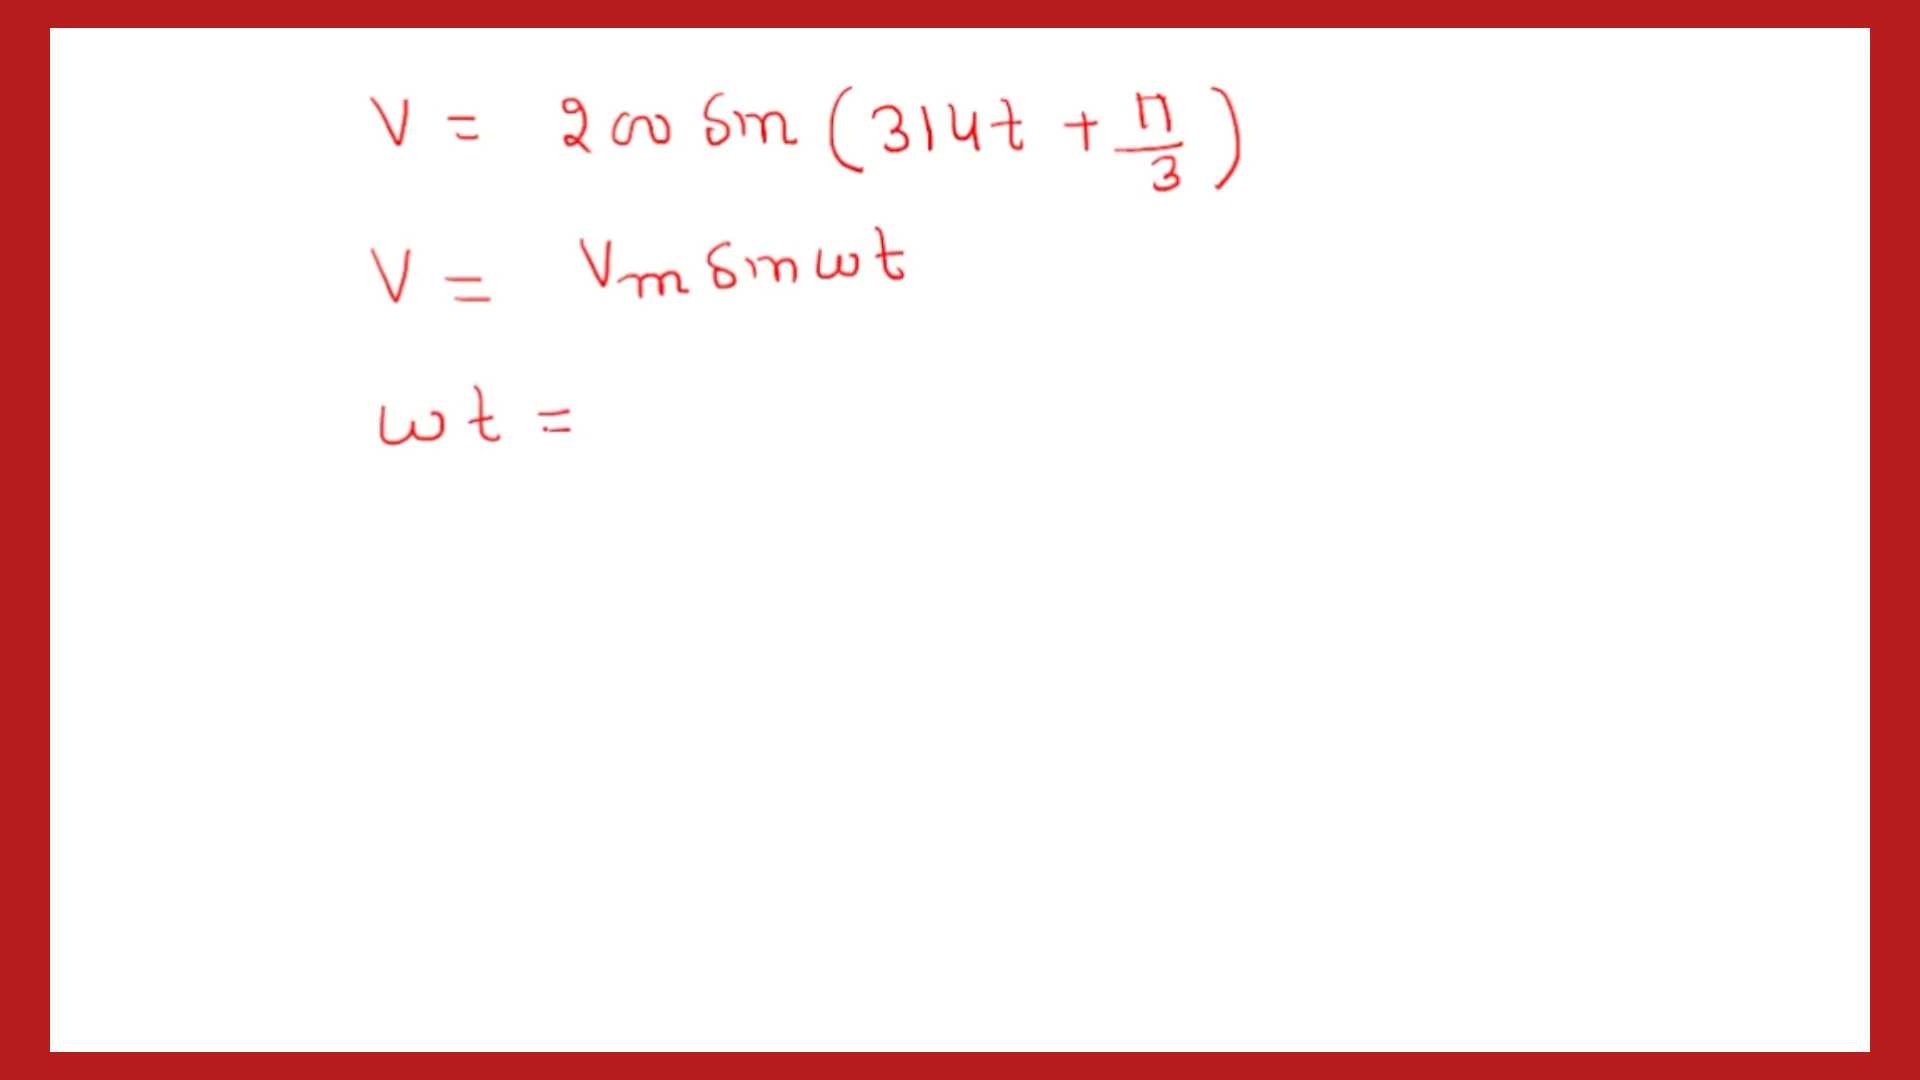 V = 200 sin (314t + π/3)
V = Vm sin ωt
ωt =